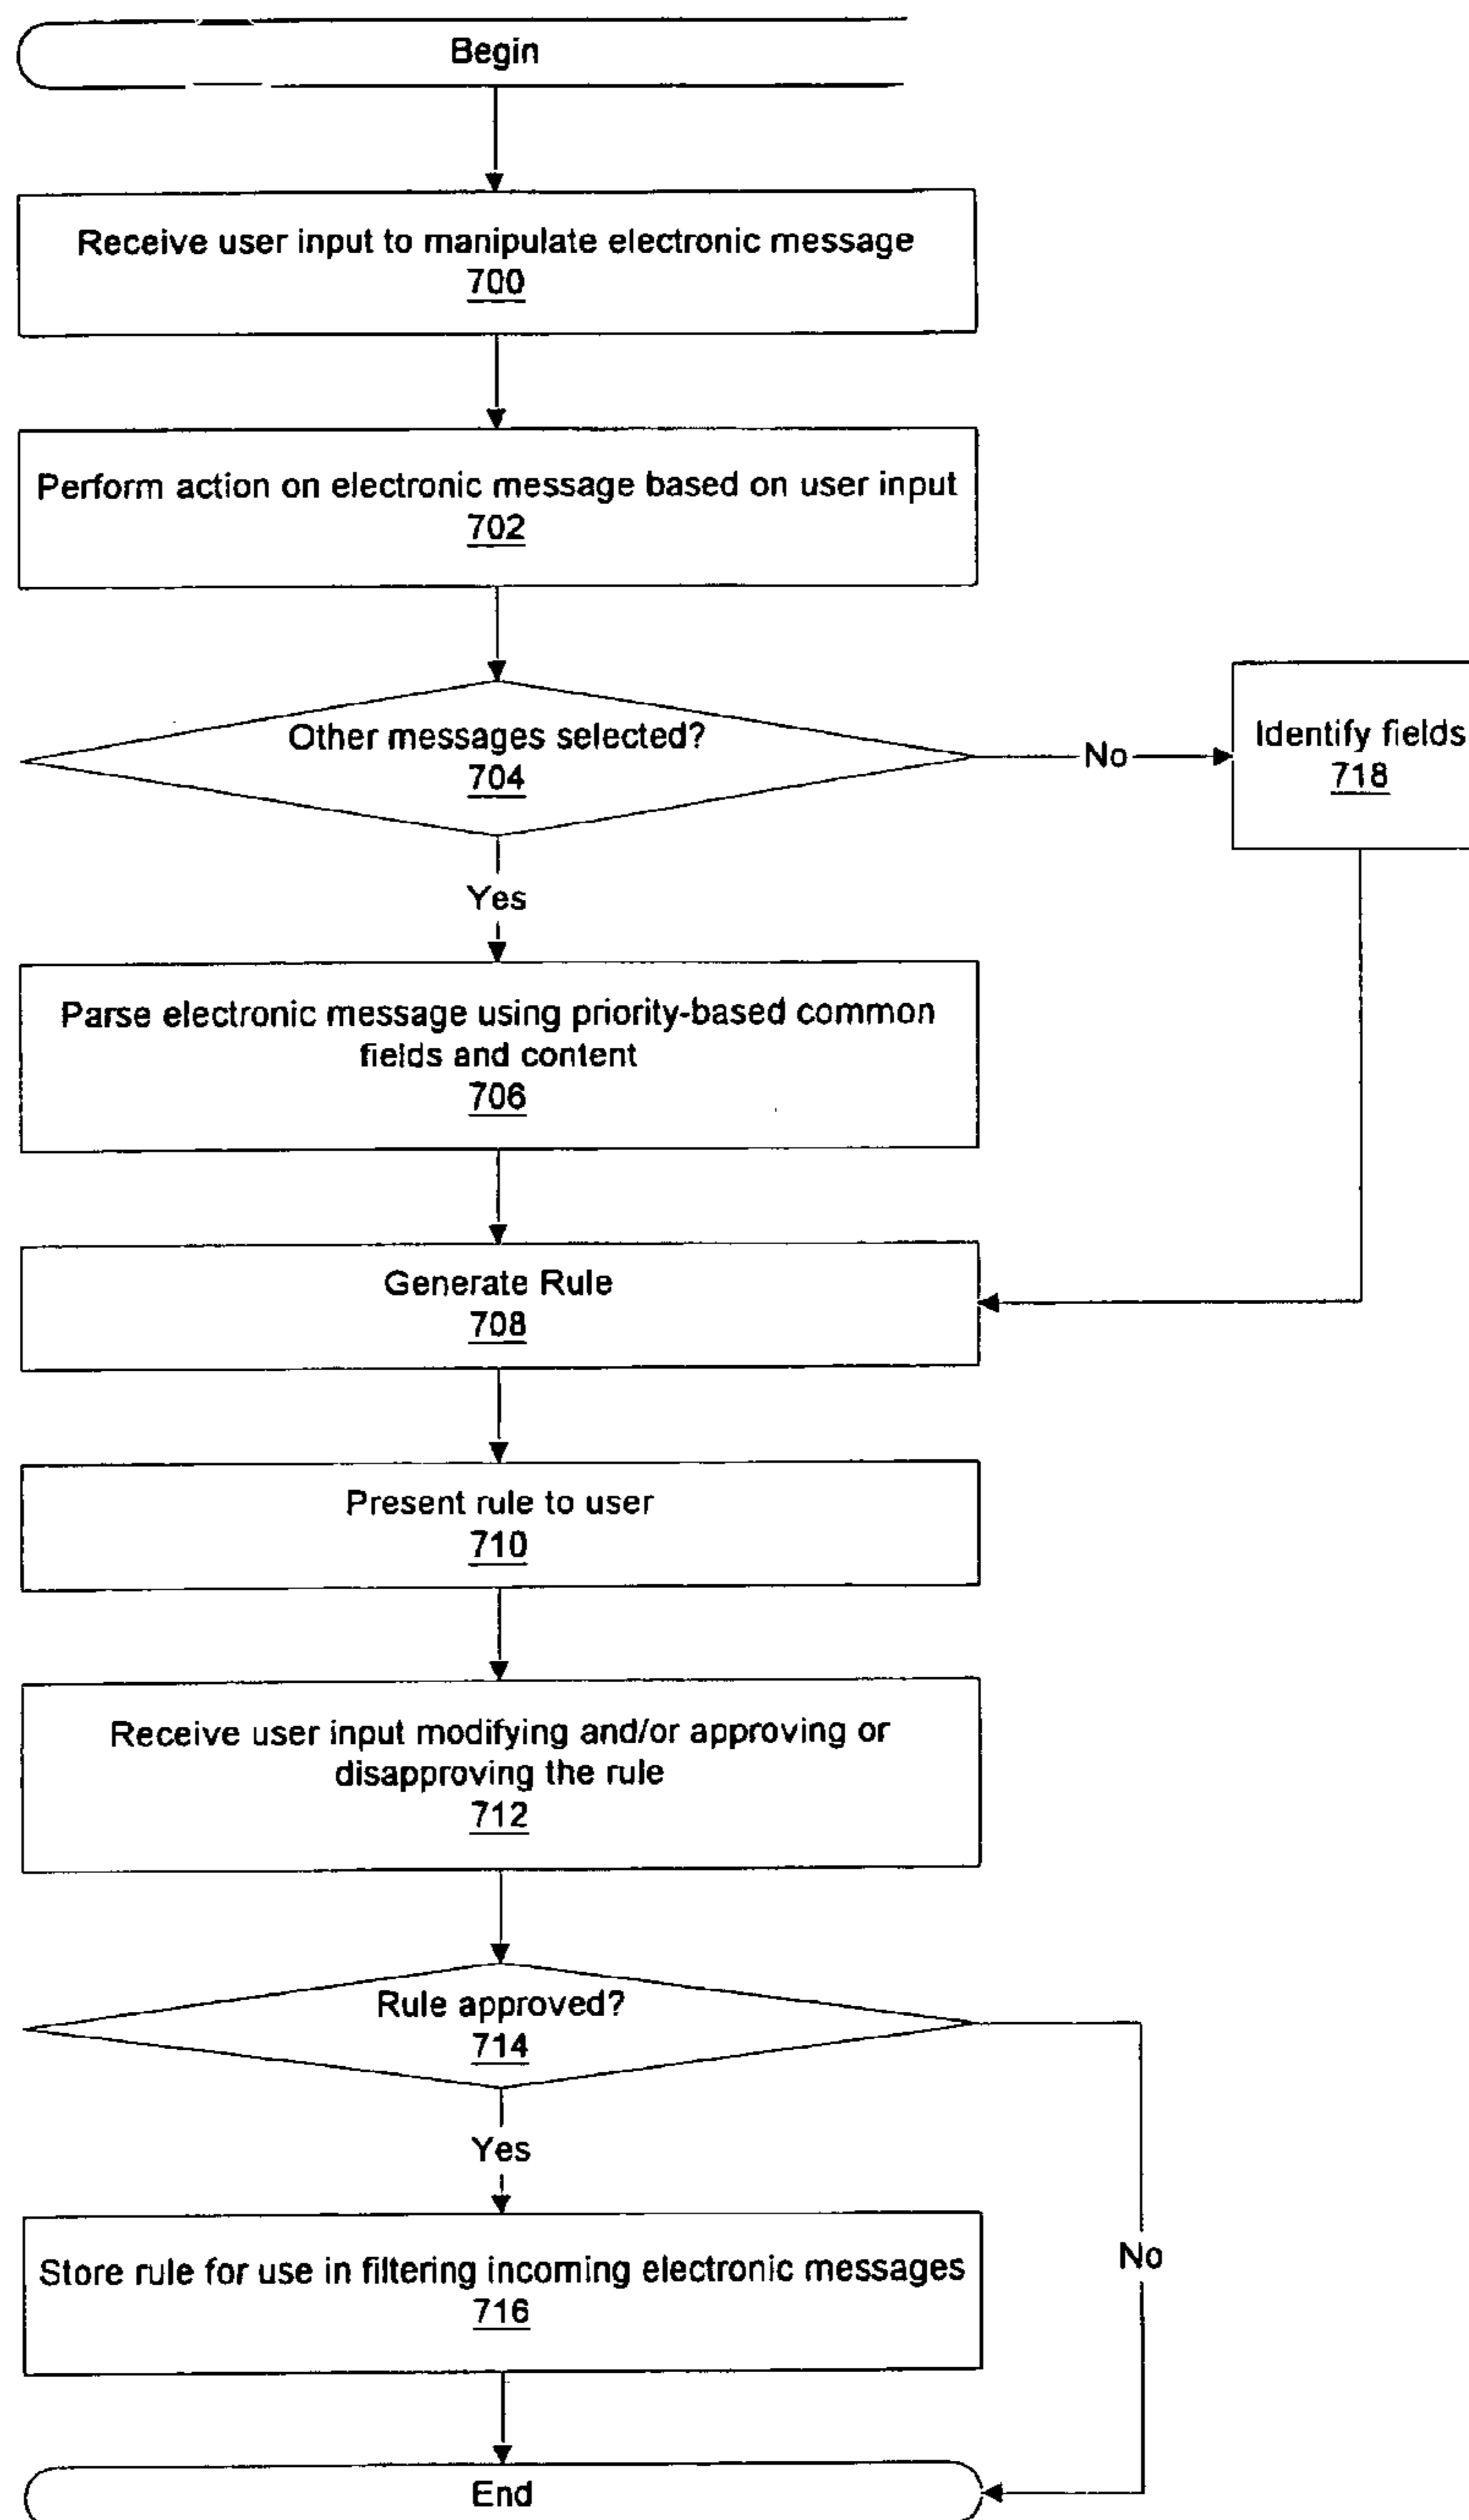 Begin
Receive user input to manipulate electronic message
700
Perform action on electronic message based on user input
702
Other messages selected?
704
No
Identify fields
718
Yes
Parse electronic message using priority-based common
fields and content
706
Generate Rule
708
Present rule to user
710
Receive user input modifying and/or approving or
disapproving the rule
712
Rule approved?
714
Yes
No
Store rule for use in filtering incoming electronic messages
716
End